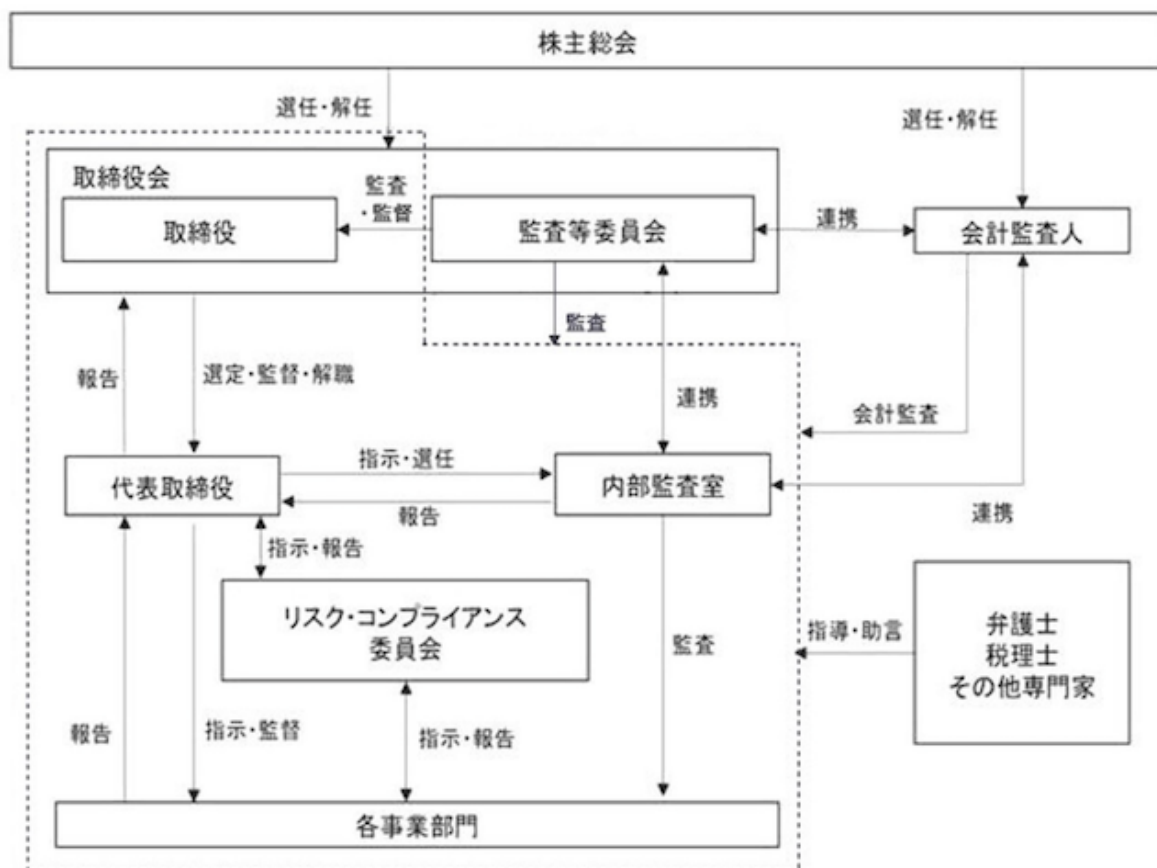 株主総会
選任・解任
選任・解任
取締役会
監査
・監督
取締役
監査等委員会
連携
会計監査人
監査
報告
選定・監督・解職
連携
会計監査
代表取締役
指示・選任
内部監査室
報告
連携
指示・報告
リスク・コンプライアンス
委員会
監査
指導・助言
弁護士
税理士
その他専門家
報告
指示・監督
指示・報告
各事業部門